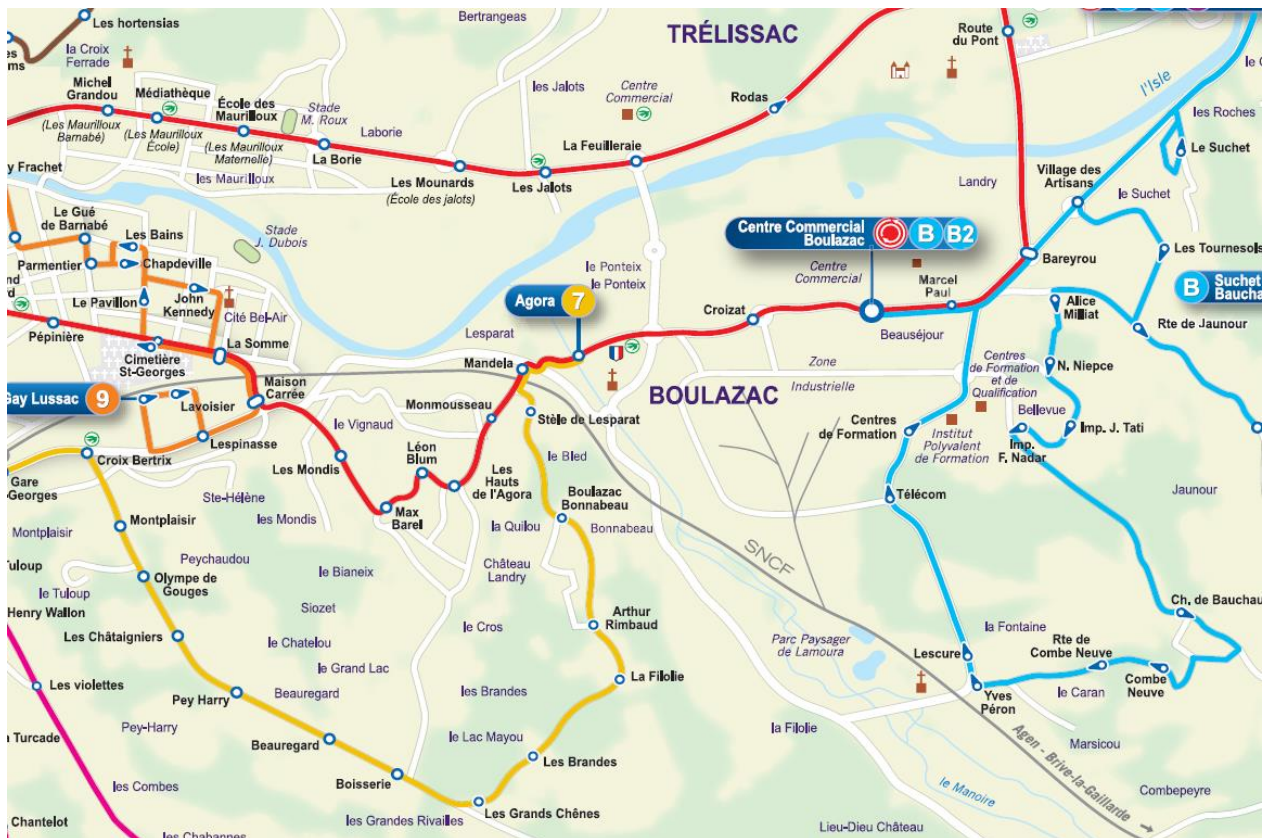 Les hortensias
Bertrangeas
TRÉLISSAC
Route
du Pont
l'Isle
la Croix
Ferrade
Michel
Grandou
Médiathèque
École des
Maurilloux
Stade
M. Roux
les Jalots
Centre
Commercial
Rodas
les Roches
(Les Maurilloux
Barnabé)
(Les Maurilloux
École)
(Les Maurilloux
Maternelle)
Laborie
La Borie
La Feuilleraie
Le Suchet
y Frachet
les Maurilloux
Les Mounards
(École des jalots)
Les Jalots
Landry
Village des
Artisans
le Suchet
Le Gué
de Barnabé
Les Bains
Stade
J. Dubois
Centre Commercial
Boulazac
B
B2
Les Tournesols
Parmentier
Chapdeville
le Ponteix
le Ponteix
Centre
Commercial
Marcel
Paul
Bareyrou
Le Pavillon
John
Kennedy
Cité Bel-Air
Agora 7
Croizat
Beauséjour
Alice
Milliat
B
Suchet
Baucha
Pépinière
La Somme
Lesparat
Rte de Jaunour
Cimetière
St-Georges
Mandela
Zone
Industrielle
Centres
de Formation
et de
Qualification
N. Niepce
Gay Lussac 9
Lavoisier
Maison
Carrée
Monmousseau
BOULAZAC
Bellevue
Lespinasse
le Vignaud
Stèle de Lesparat
Centres
de Formation
Institut
Polyvalent
de Formation
Imp.
F. Nadar
Imp. J. Tati
Croix Bertrix
Les Mondis
Léon
Blum
Les Hauts
de l'Agora
le Bled
Gare
-Georges
Ste-Hélène
les Mondis
Max
Barel
Boulazac
Bonnabeau
Télécom
Jaunour
Montplaisir
Montplaisir
la Quilou
Bonnabeau
Peychaudou
le Bianeix
Château
Landry
SNCF
Tuloup
le Tuloup
Olympe de
Gouges
Siozet
Henry Wallon
Les Châtaigniers
le Chatelou
le Cros
Arthur
Rimbaud
Parc Paysager
de Lamoura
la Fontaine
Ch. de Bauchau
le Grand Lac
Lescure
Rte de
Combe Neuve
Les violettes
Pey Harry
Beauregard
les Brandes
La Filolie
Yves
Péron
le Caran
Combe
Neuve
Pey-Harry
la Filolie
Turcade
Beauregard
le Lac Mayou
Marsicou
Agen - Brive-la-Gaillarde
Les Brandes
les Combes
Boisserie
le Manoire
Combepeyre
Chantelot
Les Grands Chênes
les Grandes Rivailles
les Chabannes
Lieu-Dieu Château